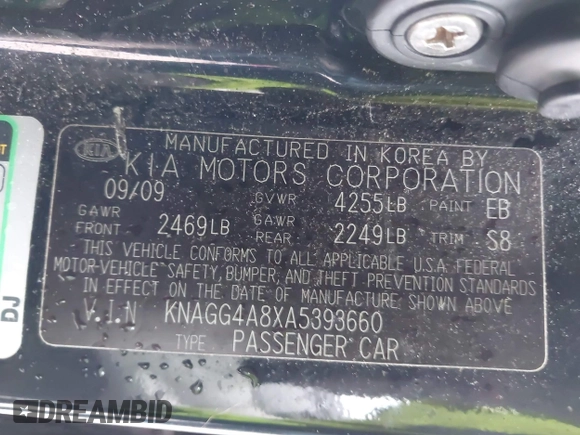 MANUFACTURED IN KOREA BY
KIA KIA MOTORS CORPORATION
09/09 GVWR 4255LB PAINT EB
GAWR FRONT 2469LB GAWR REAR 2249LB TRIM S8
THIS VEHICLE CONFORMS TO ALL APPLICABLE U.S.A. FEDERAL
MOTOR-VEHICLE SAFETY, BUMPER, AND THEFT PREVENTION STANDARDS
IN EFFECT ON THE DATE OF MANUFACTURE SHOWN ABOVE
V.I.N KNAGG4A8XA5393660
TYPE PASSENGER CAR
DJ
DREAMBID